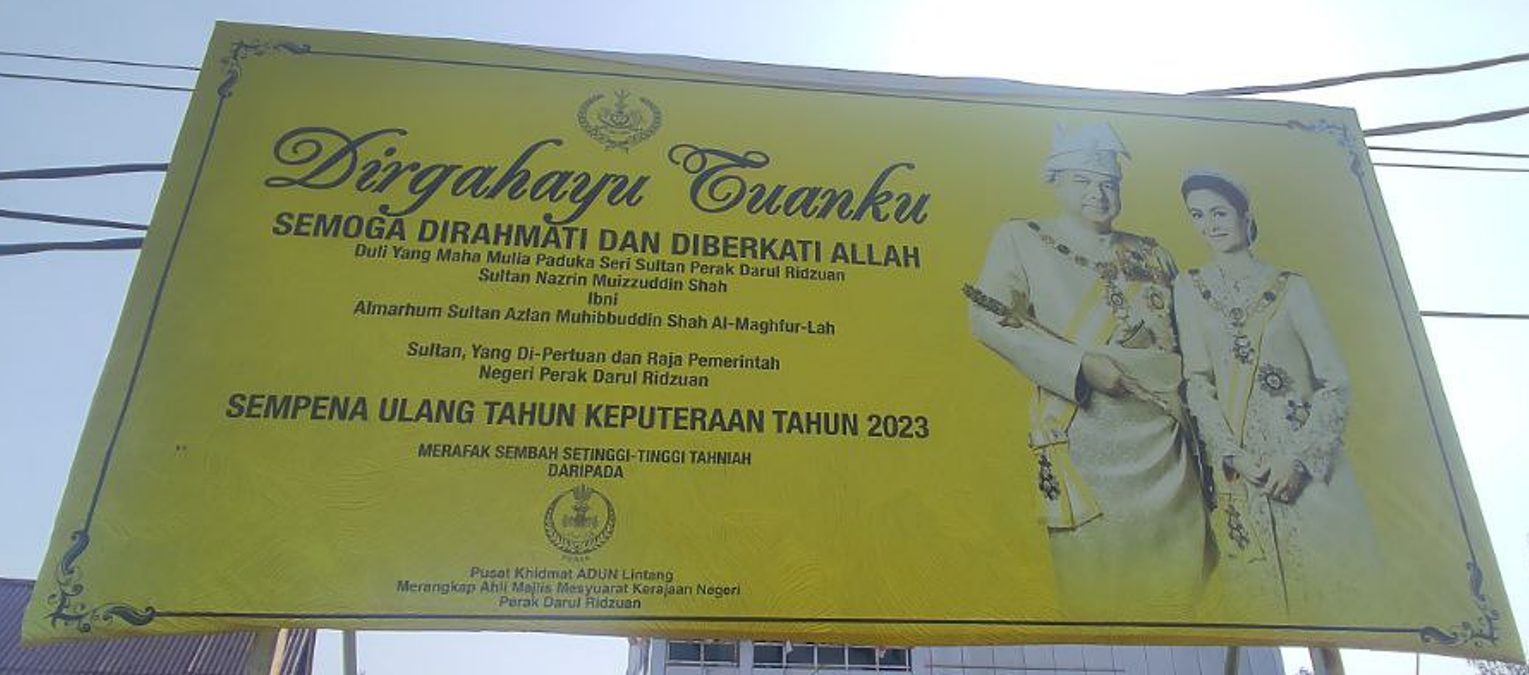 Dirgahayu Tuanku
SEMOGA DIRAHMATI DAN DIBERKATI ALLAH
Duli Yang Maha Mulia Paduka Seri Sultan Perak Darul Ridzuan
Sultan Nazrin Muizzuddin Shah
Ibni
Almarhum Sultan Azlan Muhibbuddin Shah Al-Maghfur-Lah
Sultan, Yang Di-Pertuan dan Raja Pemerintah
Negeri Perak Darul Ridzuan
SEMPENA ULANG TAHUN KEPUTERAAN TAHUN 2023
MERAFAK SEMBAH SETINGGI-TINGGI TAHNIAH
DARIPADA
PERAK
Pusat Khidmat ADUN Lintang
Merangkap Ahli Majlis Mesyuarat Kerajaan Negeri
Perak Darul Ridzuan